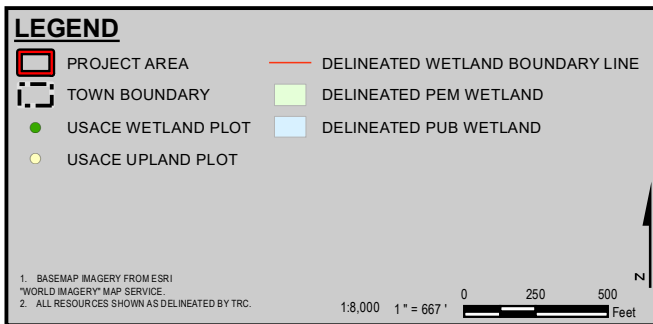 LEGEND
PROJECT AREA
TOWN BOUNDARY
USACE WETLAND PLOT
USACE UPLAND PLOT
DELINEATED WETLAND BOUNDARY LINE
DELINEATED PEM WETLAND
DELINEATED PUB WETLAND
1. BASEMAP IMAGERY FROM ESRI
"WORLD IMAGERY" MAP SERVICE.
2. ALL RESOURCES SHOWN AS DELINEATED BY TRC.
1:8,000 1 " = 667 '
0 250 500
Feet
N